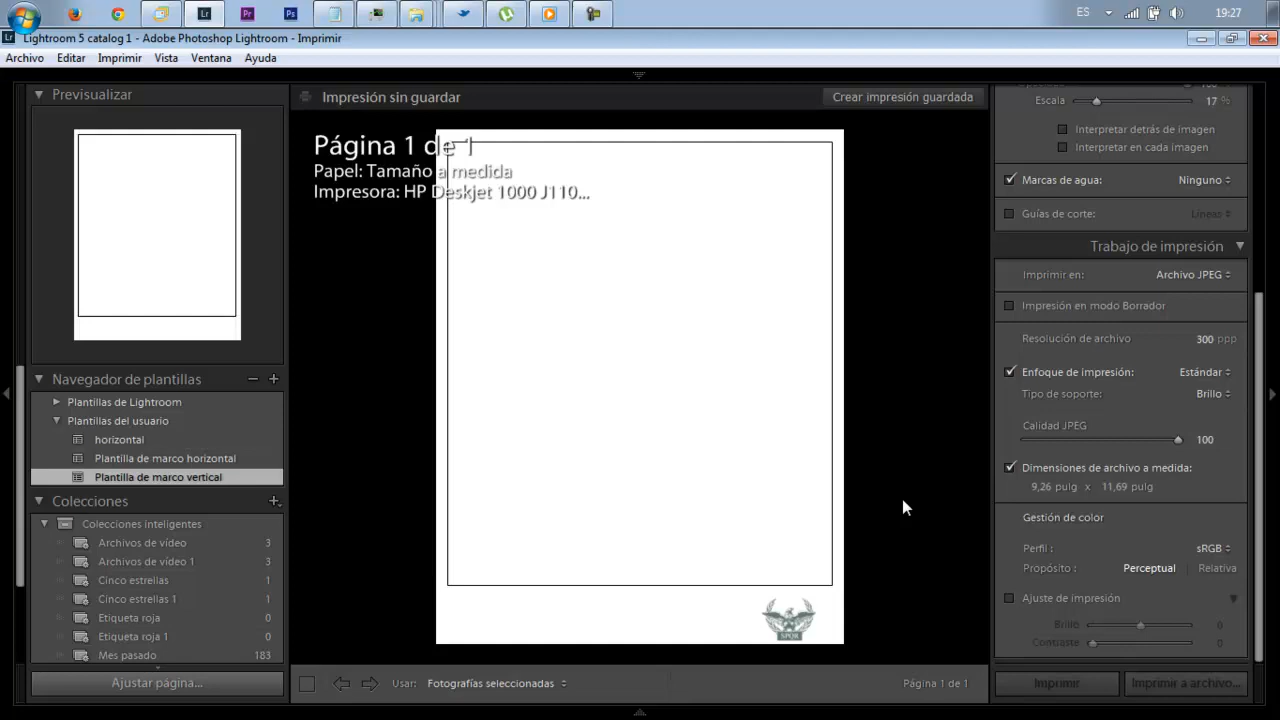 ES
19:27
Lightroom 5 catalog 1 - Adobe Photoshop Lightroom - Imprimir
Archivo Editar Imprimir Vista Ventana Ayuda
Previsualizar
Navegador de plantillas
Plantillas de Lightroom
Plantillas del usuario
horizontal
Plantilla de marco horizontal
Plantilla de marco vertical
Colecciones
Colecciones inteligentes
Archivos de vídeo 3
Archivos de vídeo 1 3
Cinco estrellas 1
Cinco estrellas 1 1
Etiqueta roja 0
Etiqueta roja 1 0
Mes pasado 183
Ajustar página...
Impresión sin guardar
Crear impresión guardada
Página 1 de 1
Papel: Tamaño a medida
Impresora: HP Deskjet 1000 J110...
SPQR
Usar: Fotografías seleccionadas
Página 1 de 1
Escala 17 %
Interpretar detrás de imagen
Interpretar en cada imagen
Marcas de agua: Ninguno
Guías de corte: Líneas
Trabajo de impresión
Imprimir en: Archivo JPEG
Impresión en modo Borrador
Resolución de archivo 300 ppp
Enfoque de impresión: Estándar
Tipo de soporte: Brillo
Calidad JPEG
100
Dimensiones de archivo a medida:
9,26 pulg x 11,69 pulg
Gestión de color
Perfil : sRGB
Propósito : Perceptual Relativa
Ajuste de impresión
Brillo 0
Contraste 0
Imprimir
Imprimir a archivo...